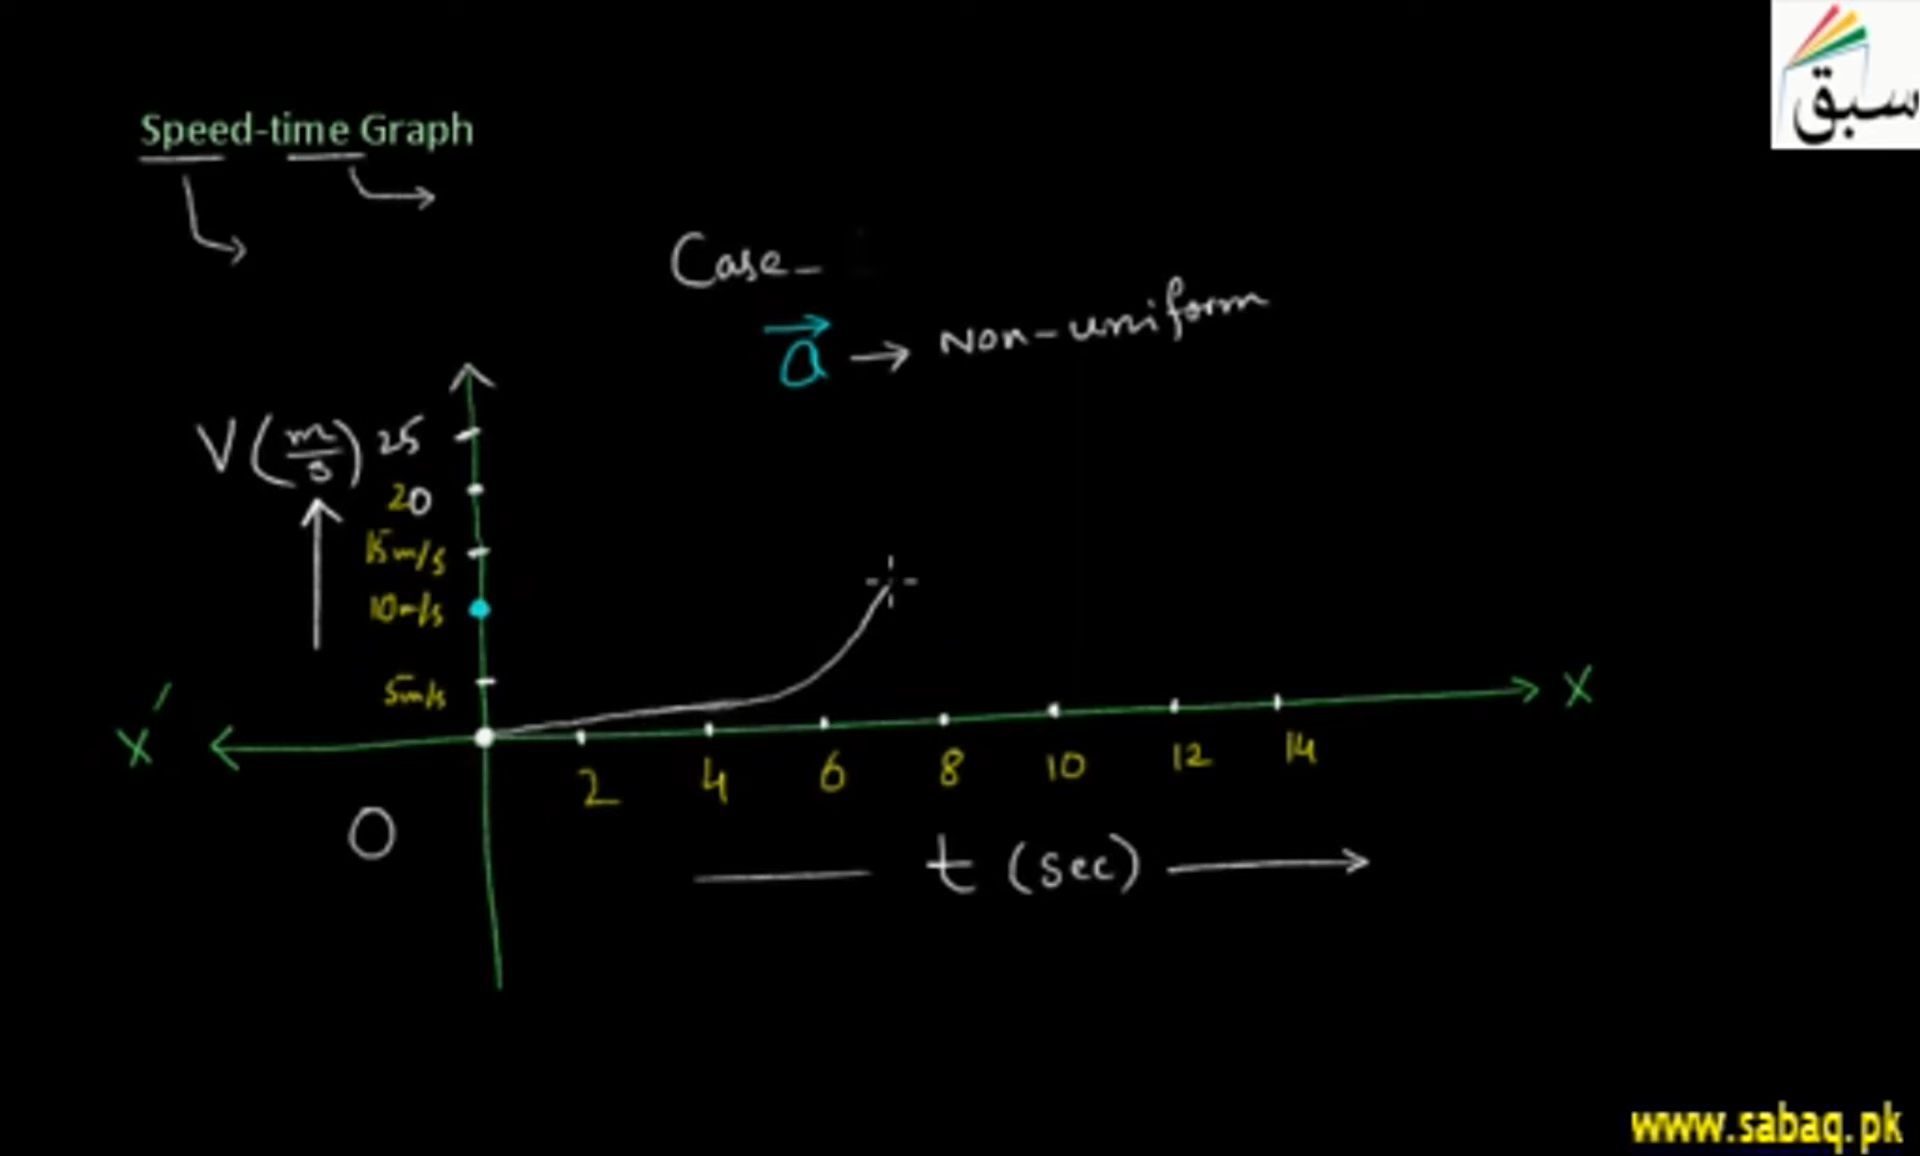 سبق
Speed-time Graph
Case-
a → Non-uniform
V (m/s)
25
20
15m/s
10m/s
5m/s
X'
X
2 4 6 8 10 12 14
O
t (sec)
www.sabaq.pk